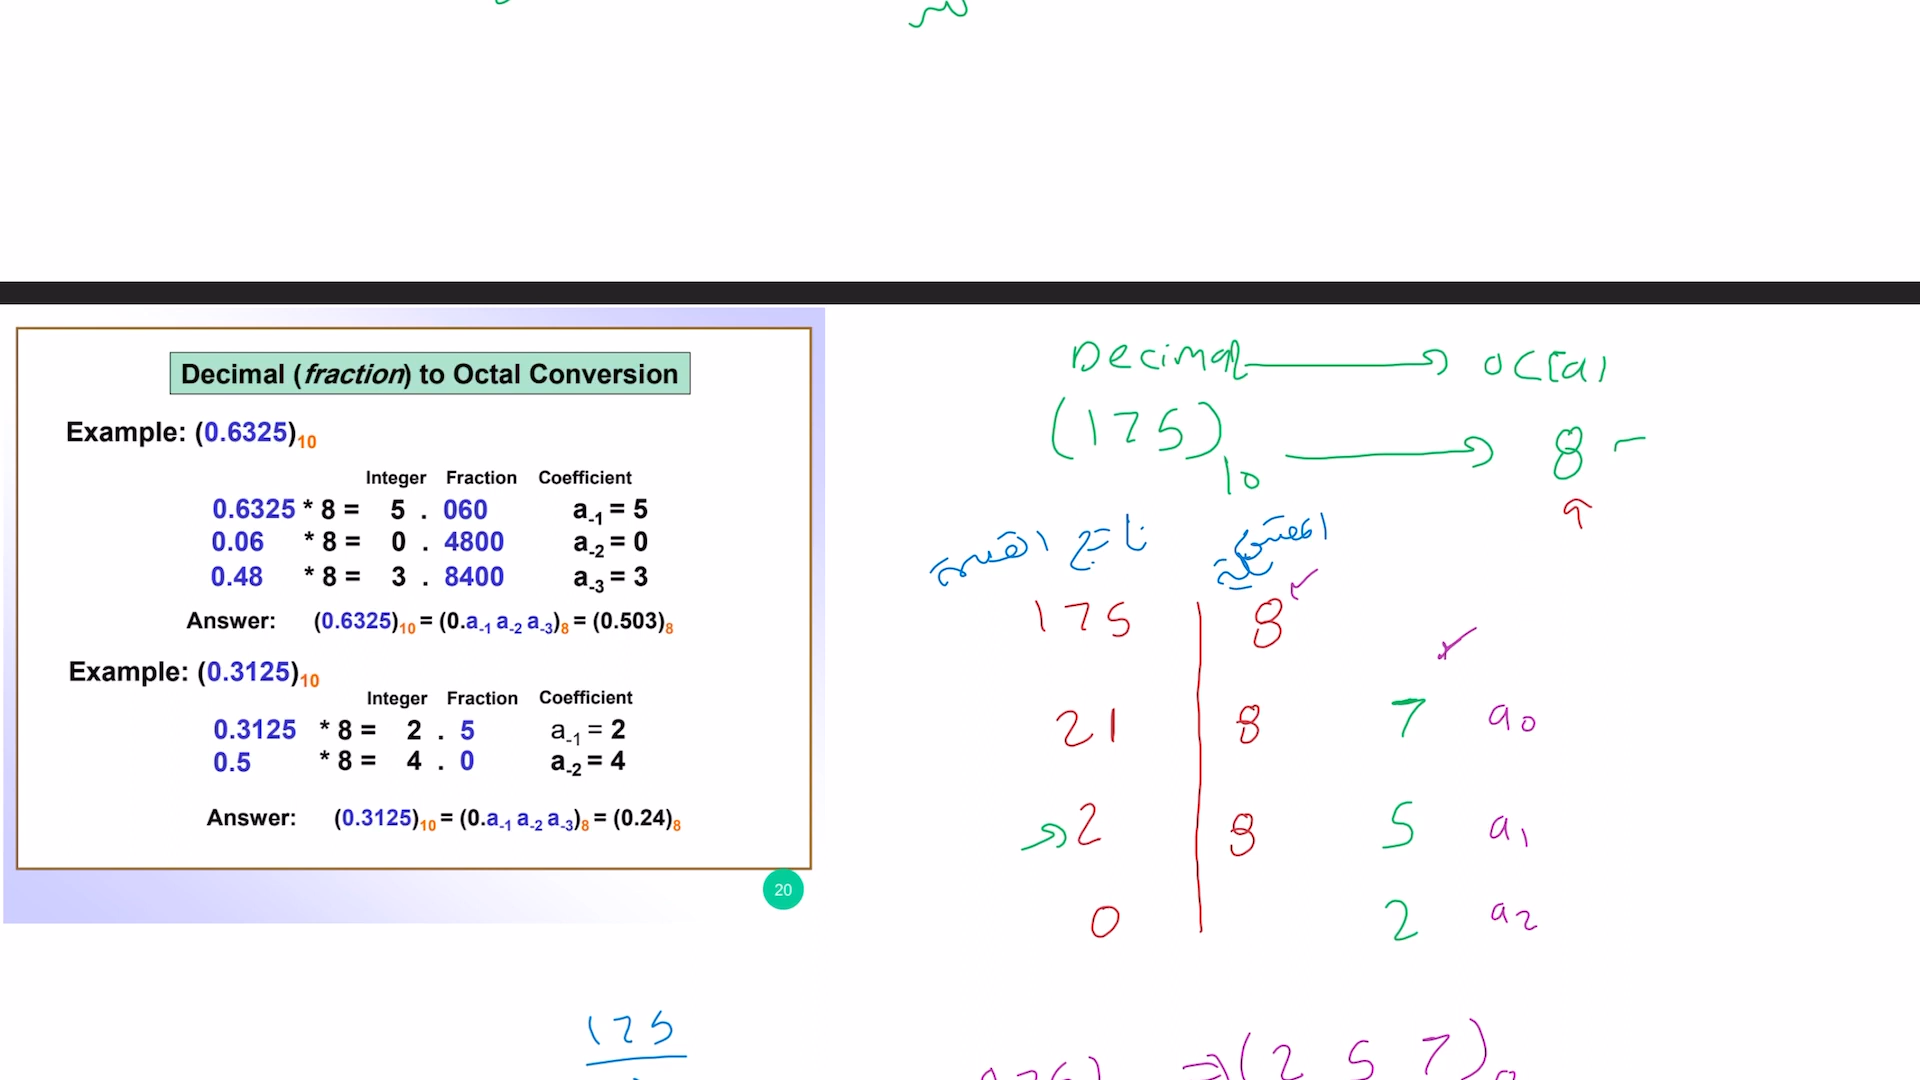 Decimal (fraction) to Octal Conversion
Example: (0.6325)10
Integer Fraction Coefficient
0.6325 * 8 = 5 . 060 a-1 = 5
0.06 * 8 = 0 . 4800 a-2 = 0
0.48 * 8 = 3 . 8400 a-3 = 3
Answer: (0.6325)10 = (0.a-1 a-2 a-3)8 = (0.503)8
Example: (0.3125)10
Integer Fraction Coefficient
0.3125 * 8 = 2 . 5 a-1 = 2
0.5 * 8 = 4 . 0 a-2 = 4
Answer: (0.3125)10 = (0.a-1 a-2 a-3)8 = (0.24)8
20
Decimal → octal
(175)10 → 8
ناتج القسمة
175 8
21 8 7 a0
2 8 5 a1
0 2 a2
175
⇒ (2 5 7)